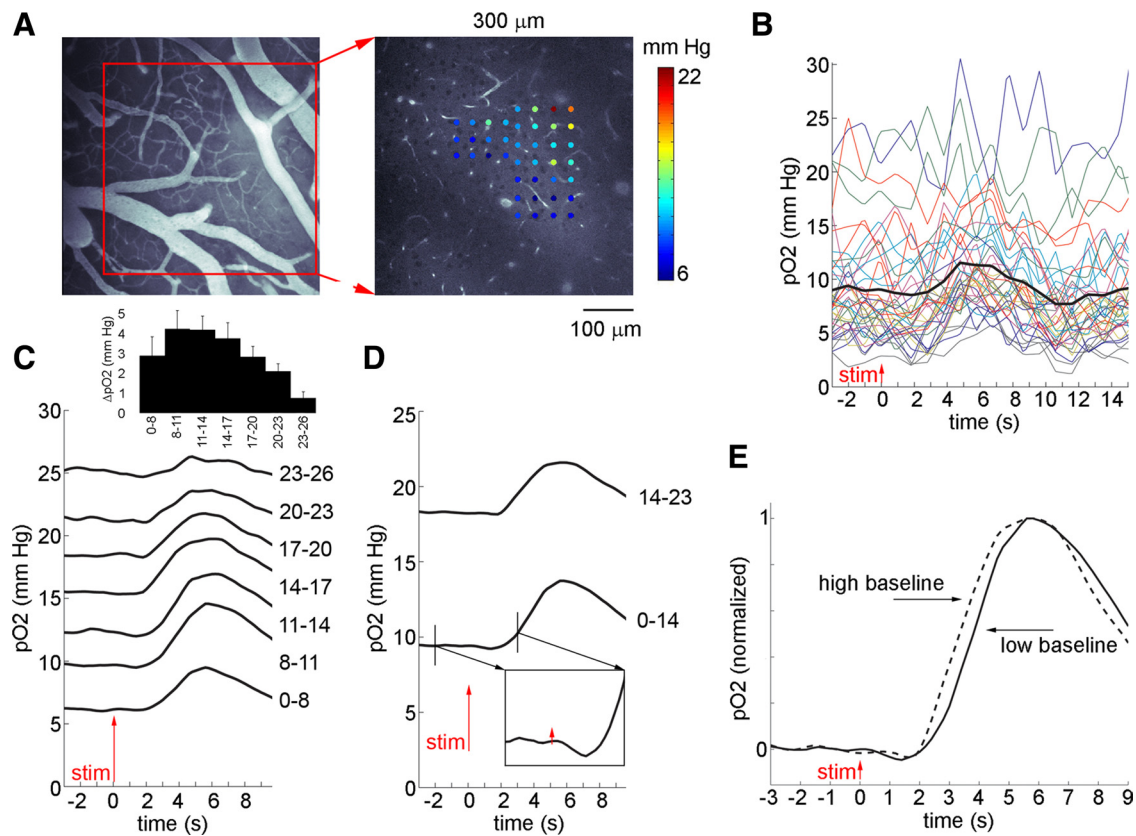 A
300 μm
mm Hg
22
6
100 μm
B
30
25
20
15
10
5
0
pO2 (mm Hg)
stim
-2 0 2 4 6 8 10 12 14
time (s)
5
4
3
2
1
0
ΔpO2 (mm Hg)
0-8
8-11
11-14
14-17
17-20
20-23
23-26
C
30
25
20
15
10
5
0
pO2 (mm Hg)
23-26
20-23
17-20
14-17
11-14
8-11
0-8
stim
-2 0 2 4 6 8
time (s)
D
25
20
15
10
5
0
pO2 (mm Hg)
14-23
0-14
stim
-2 0 2 4 6 8
time (s)
E
1
0
pO2 (normalized)
high baseline
low baseline
stim
-3 -2 -1 0 1 2 3 4 5 6 7 8 9
time (s)